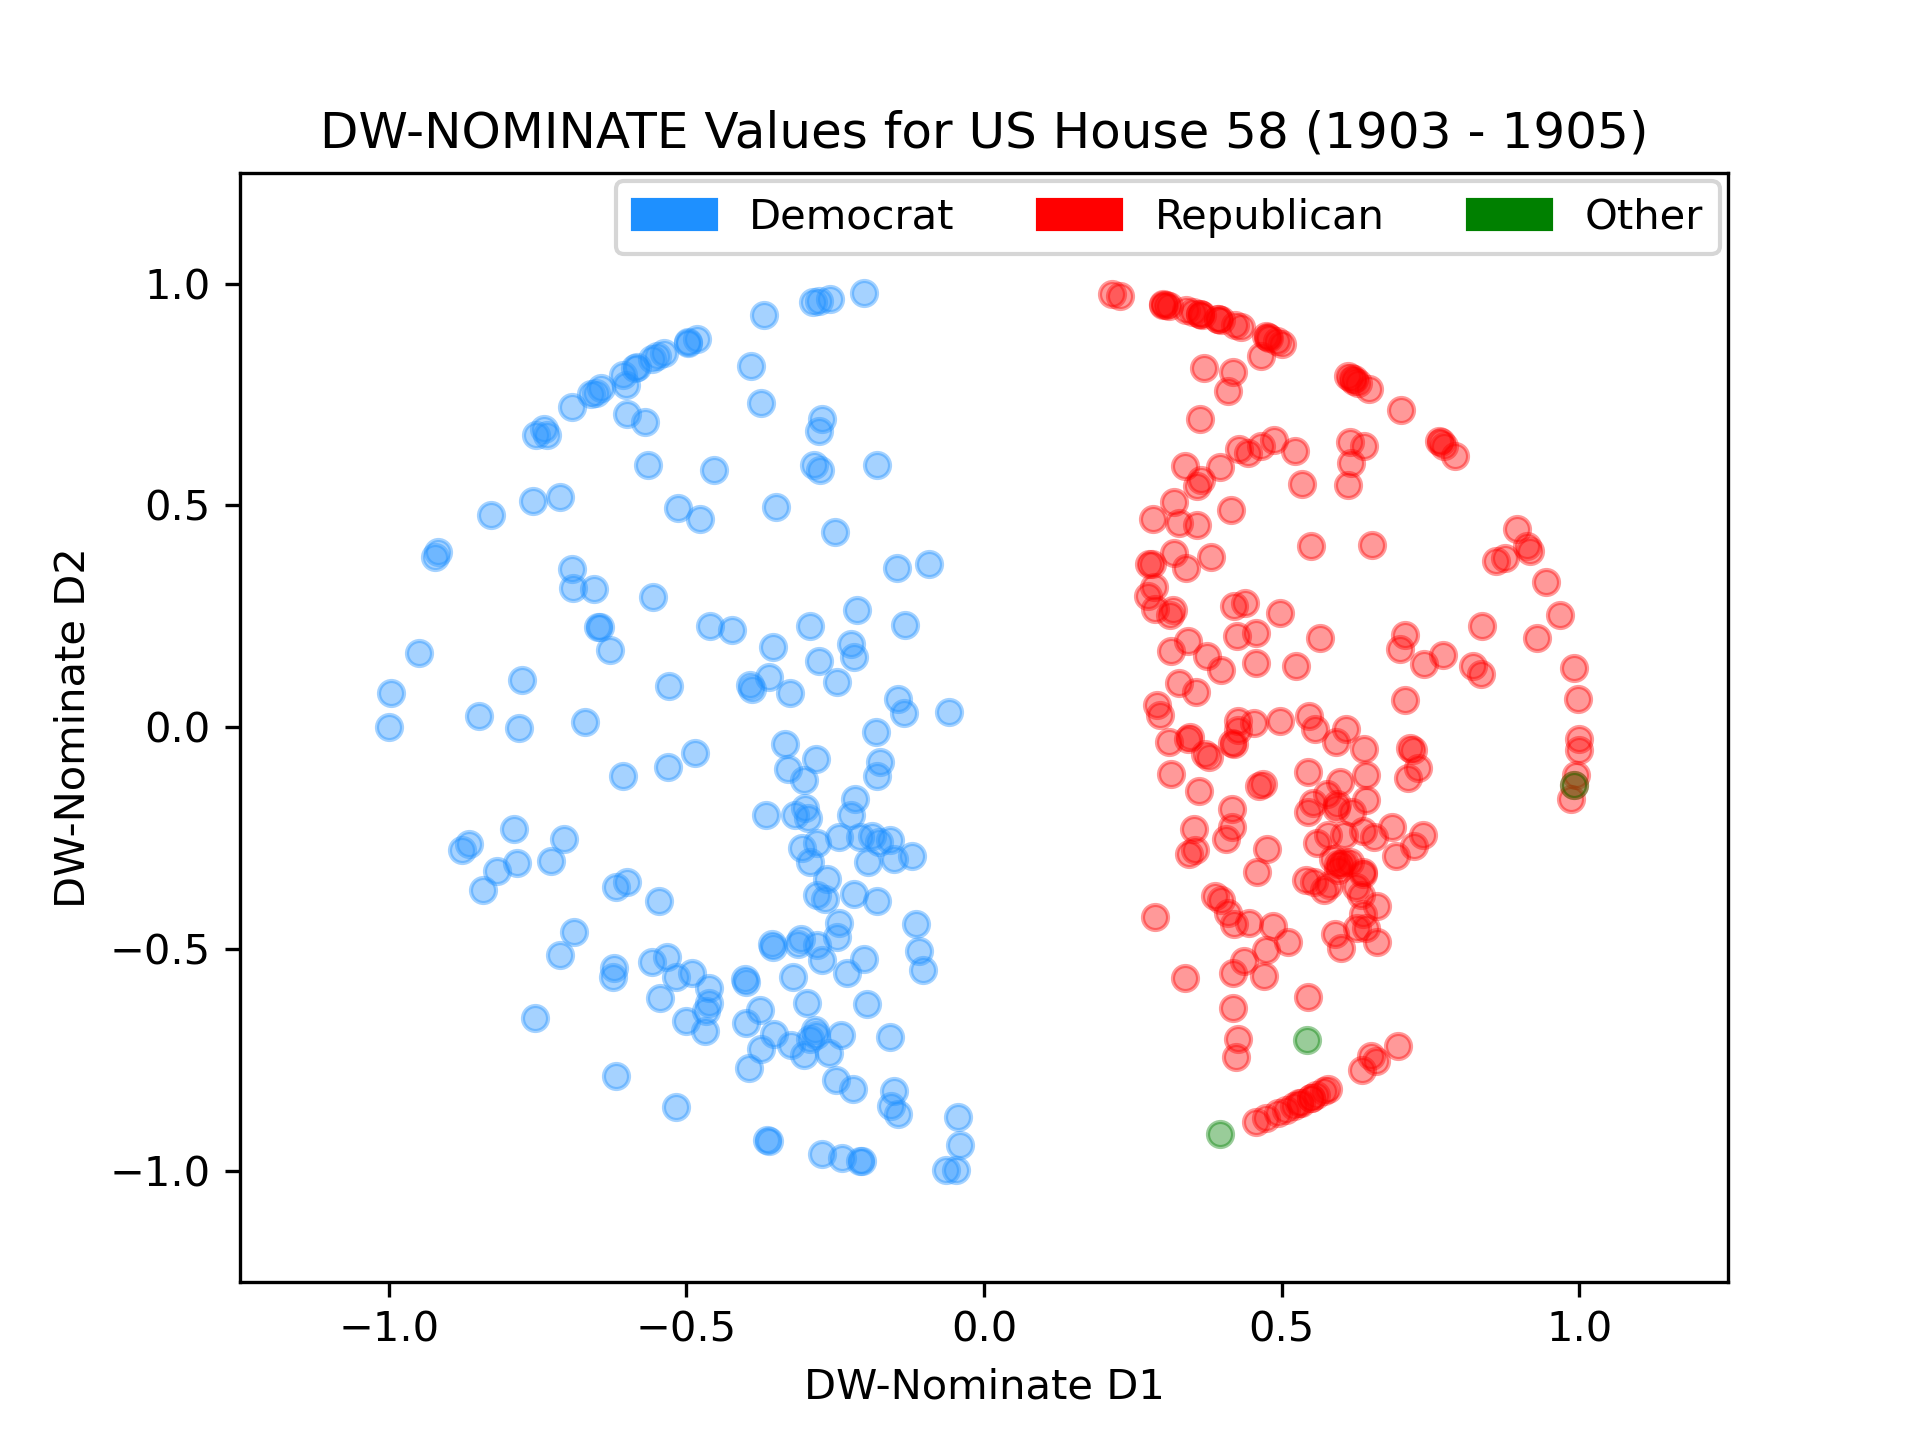 DW-NOMINATE Values for US House 58 (1903 - 1905)
Democrat Republican Other
1.0
0.5
0.0
−0.5
−1.0
DW-Nominate D2
−1.0 −0.5 0.0 0.5 1.0
DW-Nominate D1